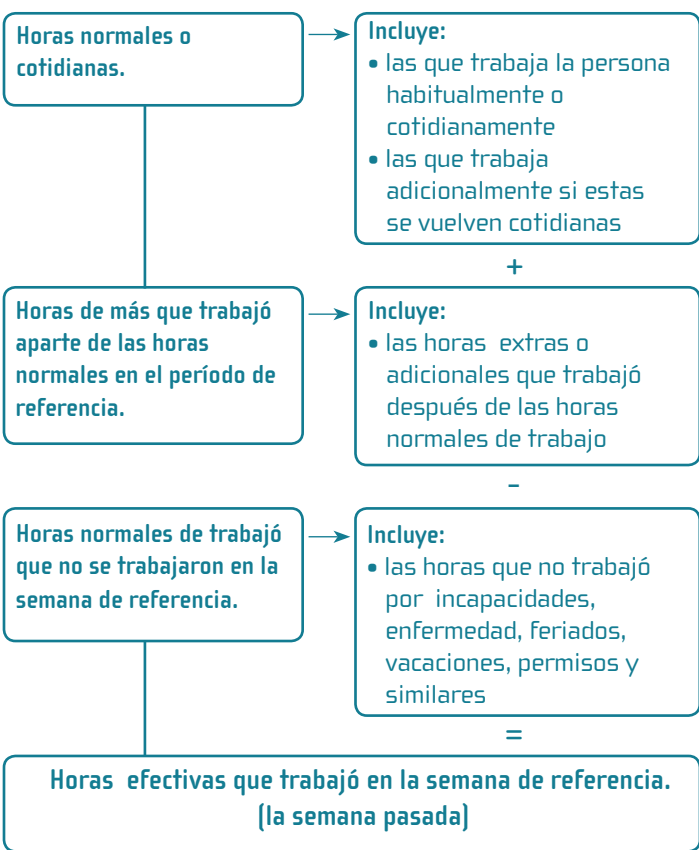 Horas normales o
cotidianas.
Incluye:
• las que trabaja la persona
habitualmente o
cotidianamente
• las que trabaja
adicionalmente si estas
se vuelven cotidianas
+
Horas de más que trabajó
aparte de las horas
normales en el período de
referencia.
Incluye:
• las horas extras o
adicionales que trabajó
después de las horas
normales de trabajo
-
Horas normales de trabajó
que no se trabajaron en la
semana de referencia.
Incluye:
• las horas que no trabajó
por incapacidades,
enfermedad, feriados,
vacaciones, permisos y
similares
=
Horas efectivas que trabajó en la semana de referencia.
(la semana pasada)